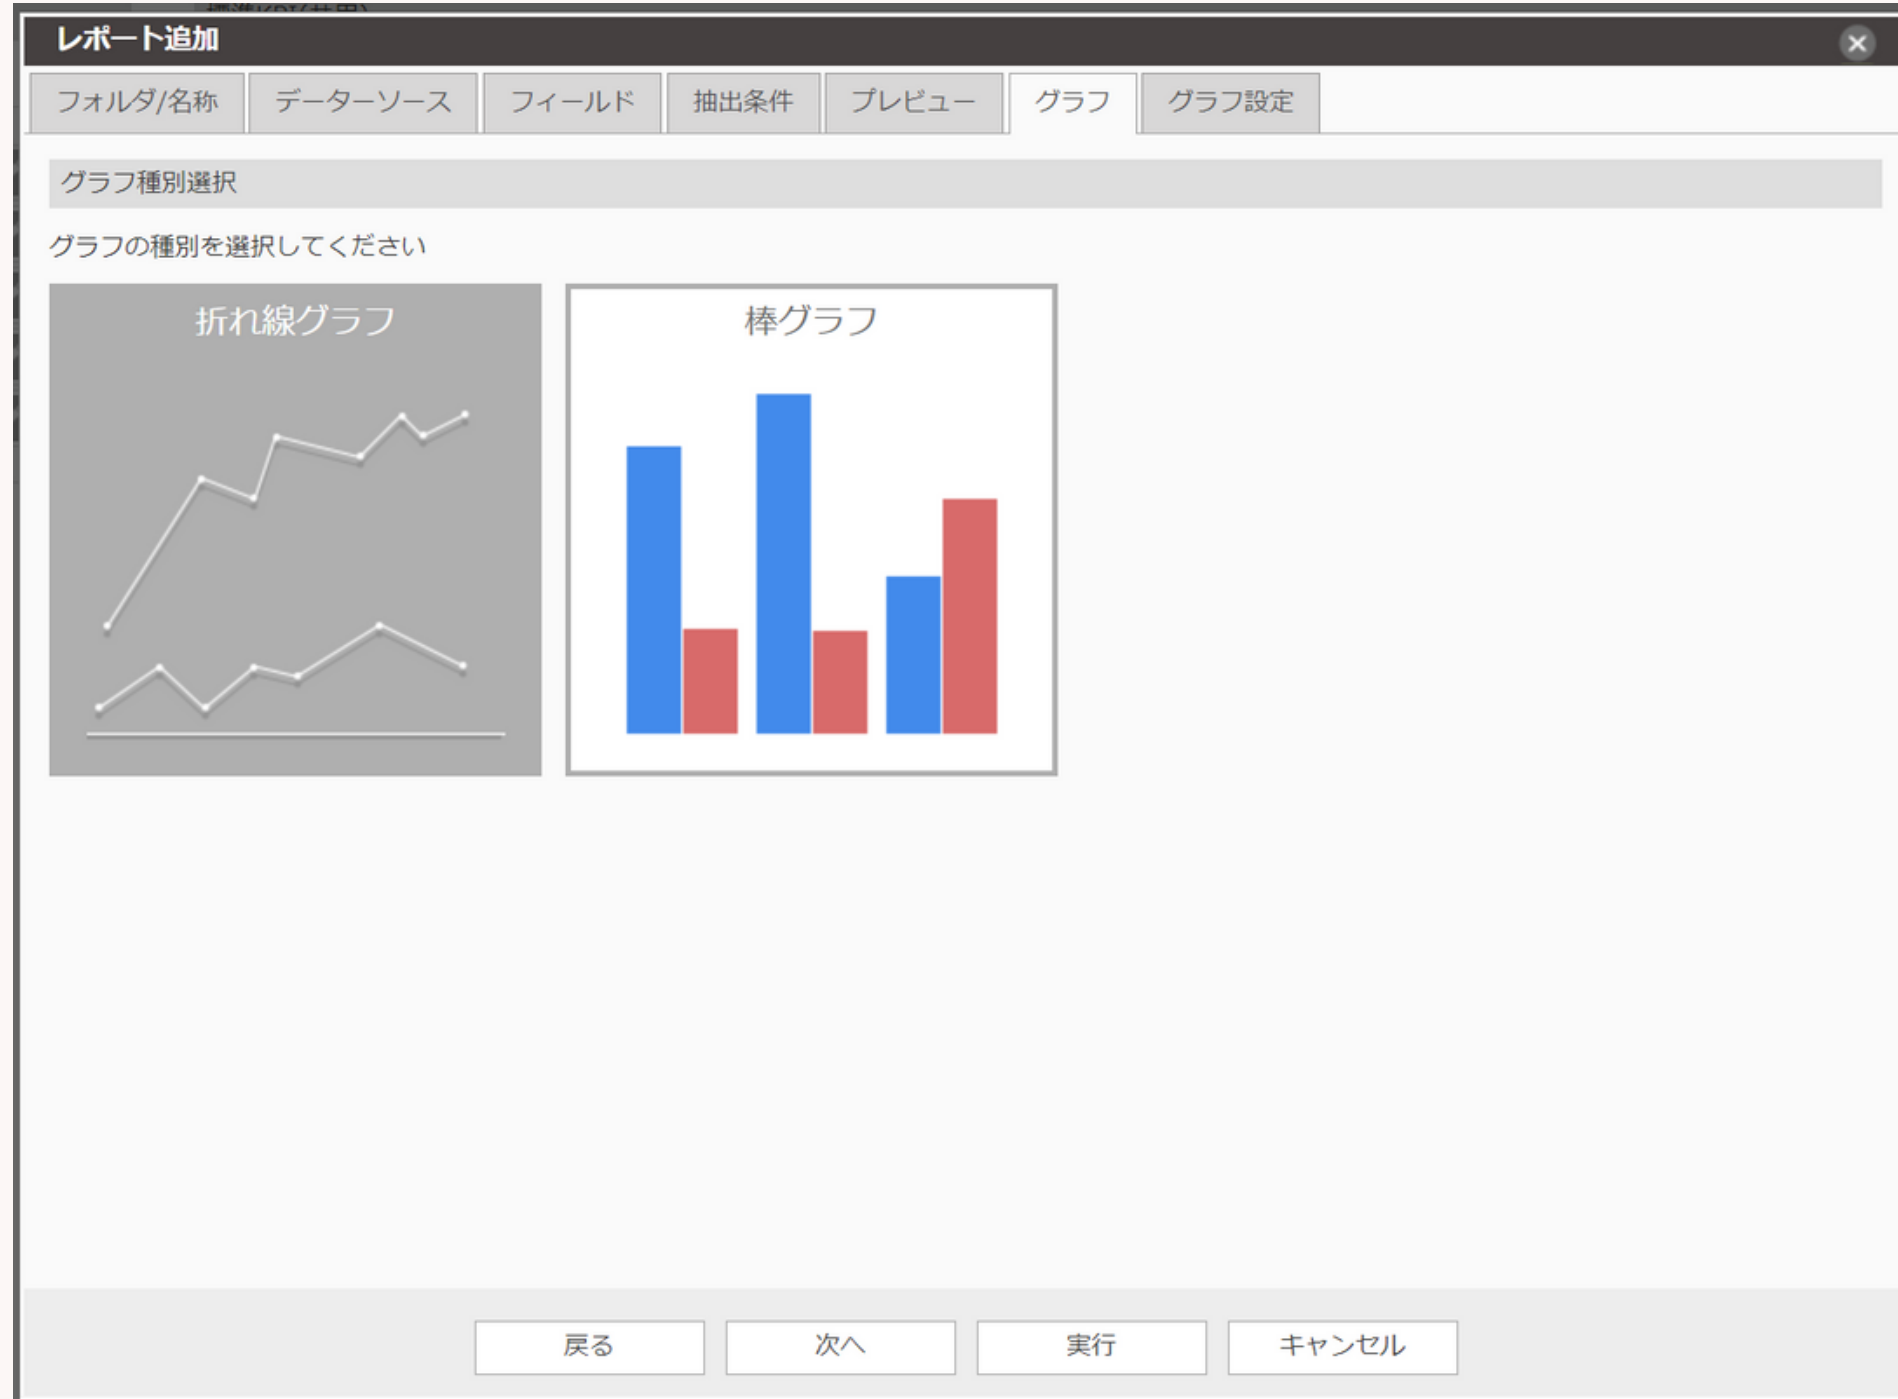 レポート追加
フォルダ/名称 データーソース フィールド 抽出条件 プレビュー グラフ グラフ設定
グラフ種別選択
グラフの種別を選択してください
折れ線グラフ 棒グラフ
戻る 次へ 実行 キャンセル